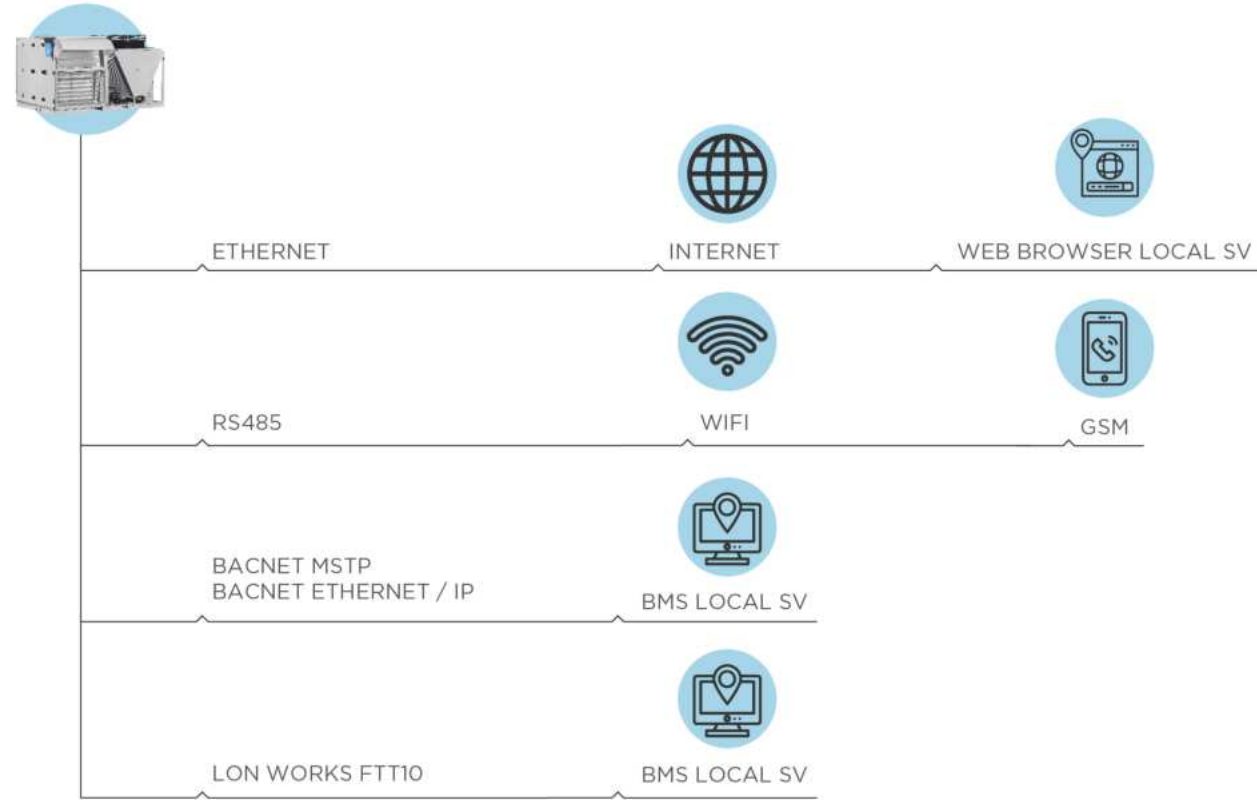 ETHERNET
INTERNET
WEB BROWSER LOCAL SV
RS485
WIFI
GSM
BACNET MSTP
BACNET ETHERNET / IP
BMS LOCAL SV
LON WORKS FTT10
BMS LOCAL SV